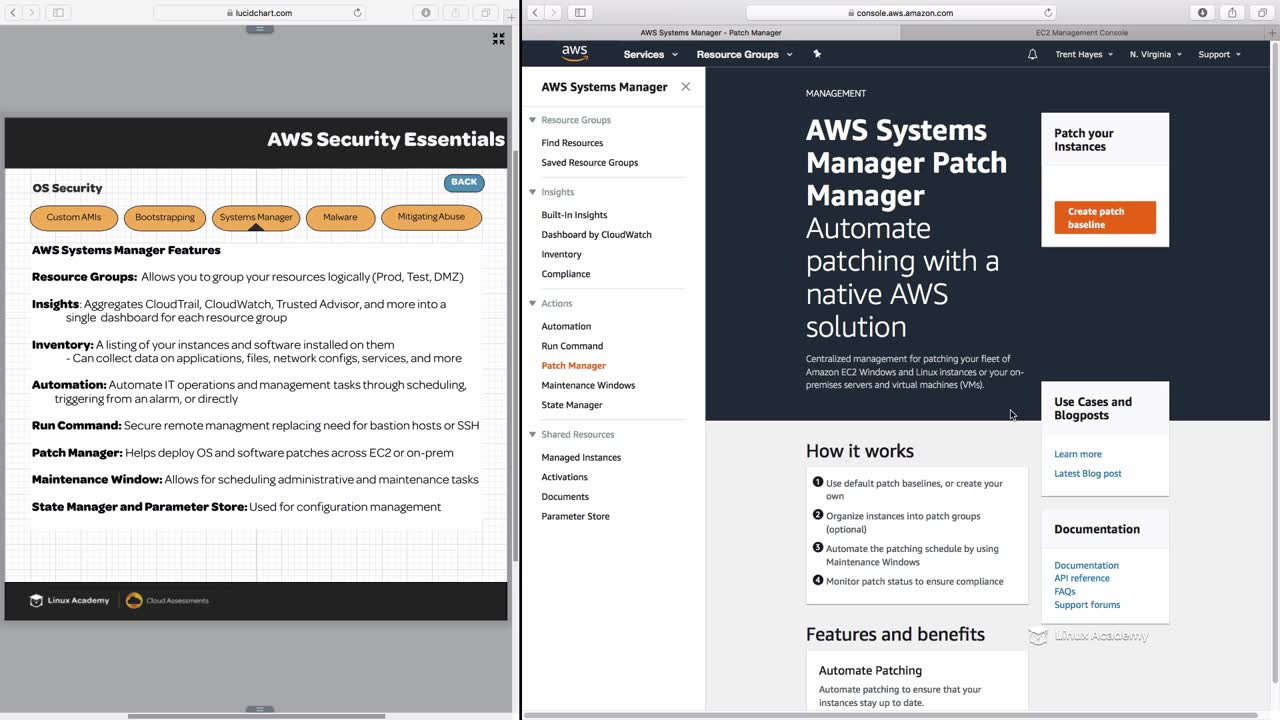 lucidchart.com
AWS Security Essentials
OS Security
BACK
Custom AMIs
Bootstrapping
Systems Manager
Malware
Mitigating Abuse
AWS Systems Manager Features
Resource Groups: Allows you to group your resources logically (Prod, Test, DMZ)
Insights: Aggregates CloudTrail, CloudWatch, Trusted Advisor, and more into a
single dashboard for each resource group
Inventory: A listing of your instances and software installed on them
- Can collect data on applications, files, network configs, services, and more
Automation: Automate IT operations and management tasks through scheduling,
triggering from an alarm, or directly
Run Command: Secure remote managment replacing need for bastion hosts or SSH
Patch Manager: Helps deploy OS and software patches across EC2 or on-prem
Maintenance Window: Allows for scheduling administrative and maintenance tasks
State Manager and Parameter Store: Used for configuration management
Linux Academy
Cloud Assessments
console.aws.amazon.com
AWS Systems Manager - Patch Manager
EC2 Management Console
aws
Services
Resource Groups
Trent Hayes
N. Virginia
Support
AWS Systems Manager
Resource Groups
Find Resources
Saved Resource Groups
Insights
Built-In Insights
Dashboard by CloudWatch
Inventory
Compliance
Actions
Automation
Run Command
Patch Manager
Maintenance Windows
State Manager
Shared Resources
Managed Instances
Activations
Documents
Parameter Store
MANAGEMENT
AWS Systems
Manager Patch
Manager
Automate
patching with a
native AWS
solution
Centralized management for patching your fleet of
Amazon EC2 Windows and Linux instances or your on-
premises servers and virtual machines (VMs).
Patch your
Instances
Create patch
baseline
How it works
1 Use default patch baselines, or create your
own
2 Organize instances into patch groups
(optional)
3 Automate the patching schedule by using
Maintenance Windows
4 Monitor patch status to ensure compliance
Features and benefits
Automate Patching
Automate patching to ensure that your
instances stay up to date.
Use Cases and
Blogposts
Learn more
Latest Blog post
Documentation
Documentation
API reference
FAQs
Support forums
Linux Academy